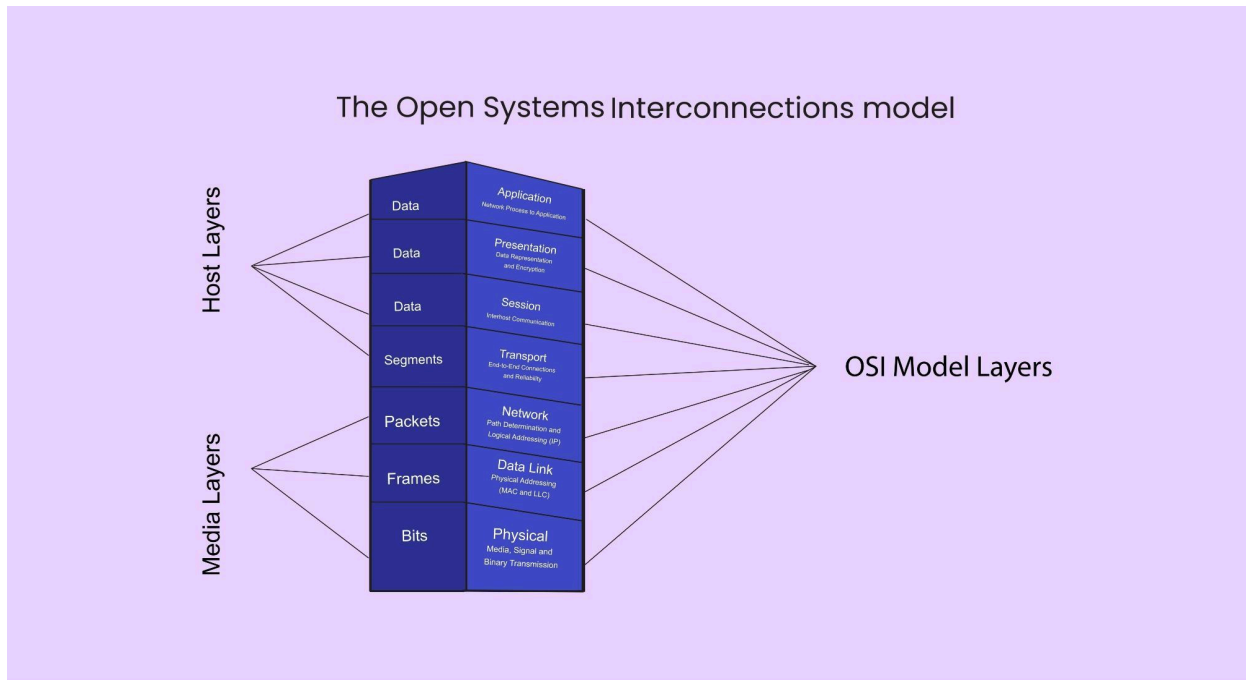 The Open Systems Interconnections model
Host Layers
Media Layers
Data
Data
Data
Segments
Packets
Frames
Bits
Application
Network Process to Application
Presentation
Data Representation
and Encryption
Session
Interhost Communication
Transport
End-to-End Connections
and Reliability
Network
Path Determination and
Logical Addressing (IP)
Data Link
Physical Addressing
(MAC and LLC)
Physical
Media, Signal and
Binary Transmission
OSI Model Layers